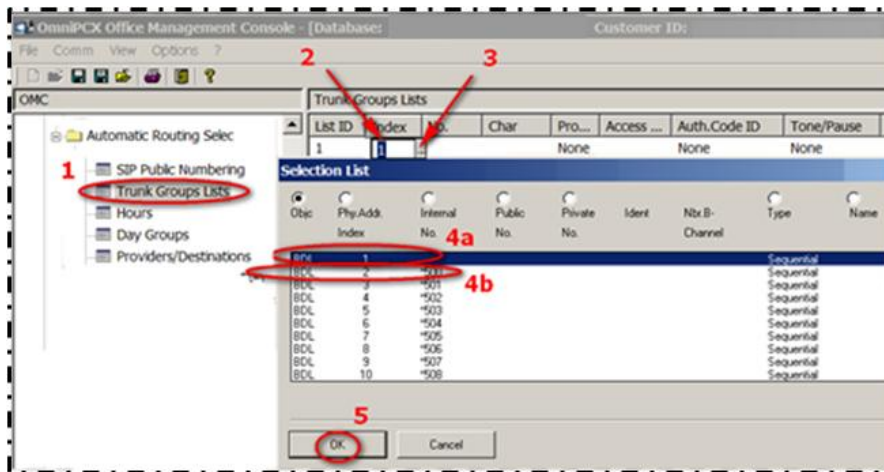 OmniPCX Office Management Console - [Database: Customer ID:
File Comm View Options ?
2 3
OMC Trunk Groups Lists
List ID Index No. Char Pro... Access ... Auth.Code ID Tone/Pause
1 1 None None None
Automatic Routing Selec
1 SIP Public Numbering
Trunk Groups Lists
Hours
Day Groups
Providers/Destinations
Selection List
Objc Phy.Addr. Internal Public Private Ident Nbr.B- Type Name
Index No. No. No. Channel
4a
BDL 1 Sequential
BDL 2 *500 Sequential
4b
BDL 3 *501 Sequential
BDL 4 *502 Sequential
BDL 5 *503 Sequential
BDL 6 *504 Sequential
BDL 7 *505 Sequential
BDL 8 *506 Sequential
BDL 9 *507 Sequential
BDL 10 *508 Sequential
5
OK Cancel